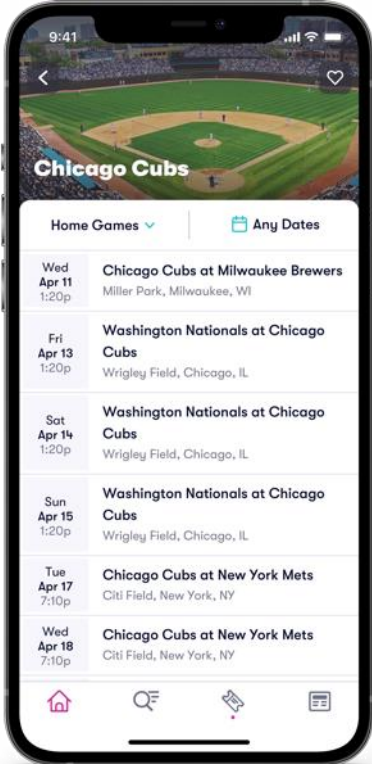 9:41
Chicago Cubs
Home Games
Any Dates
Wed
Apr 11
1:20p
Chicago Cubs at Milwaukee Brewers
Miller Park, Milwaukee, WI
Fri
Apr 13
1:20p
Washington Nationals at Chicago
Cubs
Wrigley Field, Chicago, IL
Sat
Apr 14
1:20p
Washington Nationals at Chicago
Cubs
Wrigley Field, Chicago, IL
Sun
Apr 15
1:20p
Washington Nationals at Chicago
Cubs
Wrigley Field, Chicago, IL
Tue
Apr 17
7:10p
Chicago Cubs at New York Mets
Citi Field, New York, NY
Wed
Apr 18
7:10p
Chicago Cubs at New York Mets
Citi Field, New York, NY